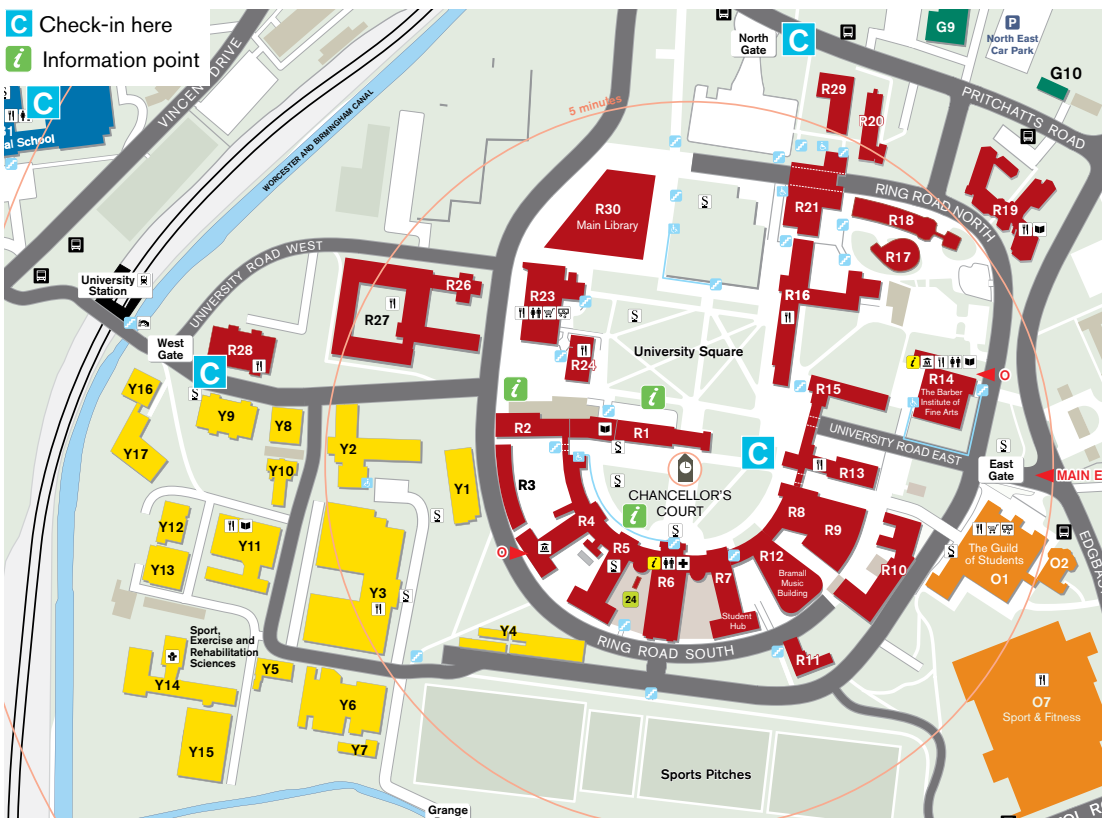 C Check-in here
i Information point
North
Gate
C
G9
P
North East
Car Park
G10
PRITCHATTS ROAD
VINCENT DRIVE
WORCESTER AND BIRMINGHAM CANAL
5 minutes
R29
R20
C
al School
R30
Main Library
R21
RING ROAD NORTH
R18
R19
R17
University
Station
UNIVERSITY ROAD WEST
R26
R27
R23
R16
R28
West
Gate
C
R24
University Square
R14
The Barber
Institute of
Fine Arts
R15
Y16
Y9
Y8
Y17
Y2
Y10
Y1
i
i
R2
R1
C
UNIVERSITY ROAD EAST
R13
East
Gate
MAIN E
R3
CHANCELLOR'S
COURT
i
R4
R5
R6
24
R7
Student
Hub
R8
R9
R12
Bramall
Music
Building
R10
R11
The Guild
of Students
O1
O2
EDGBAS
Y12
Y11
Y13
Y3
Sport,
Exercise and
Rehabilitation
Sciences
Y4
RING ROAD SOUTH
Y14
Y5
Y6
Y7
Y15
O7
Sport & Fitness
Sports Pitches
Grange